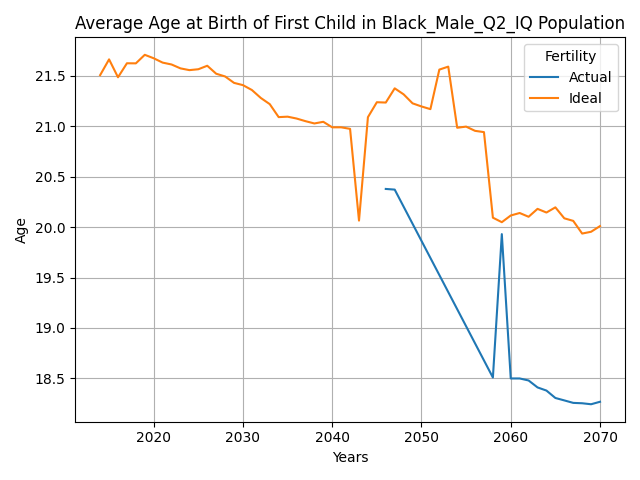 Average Age at Birth of First Child in Black_Male_Q2_IQ Population
Fertility
Actual
Ideal
Age
21.5
21.0
20.5
20.0
19.5
19.0
18.5
2020
2030
2040
2050
2060
2070
Years